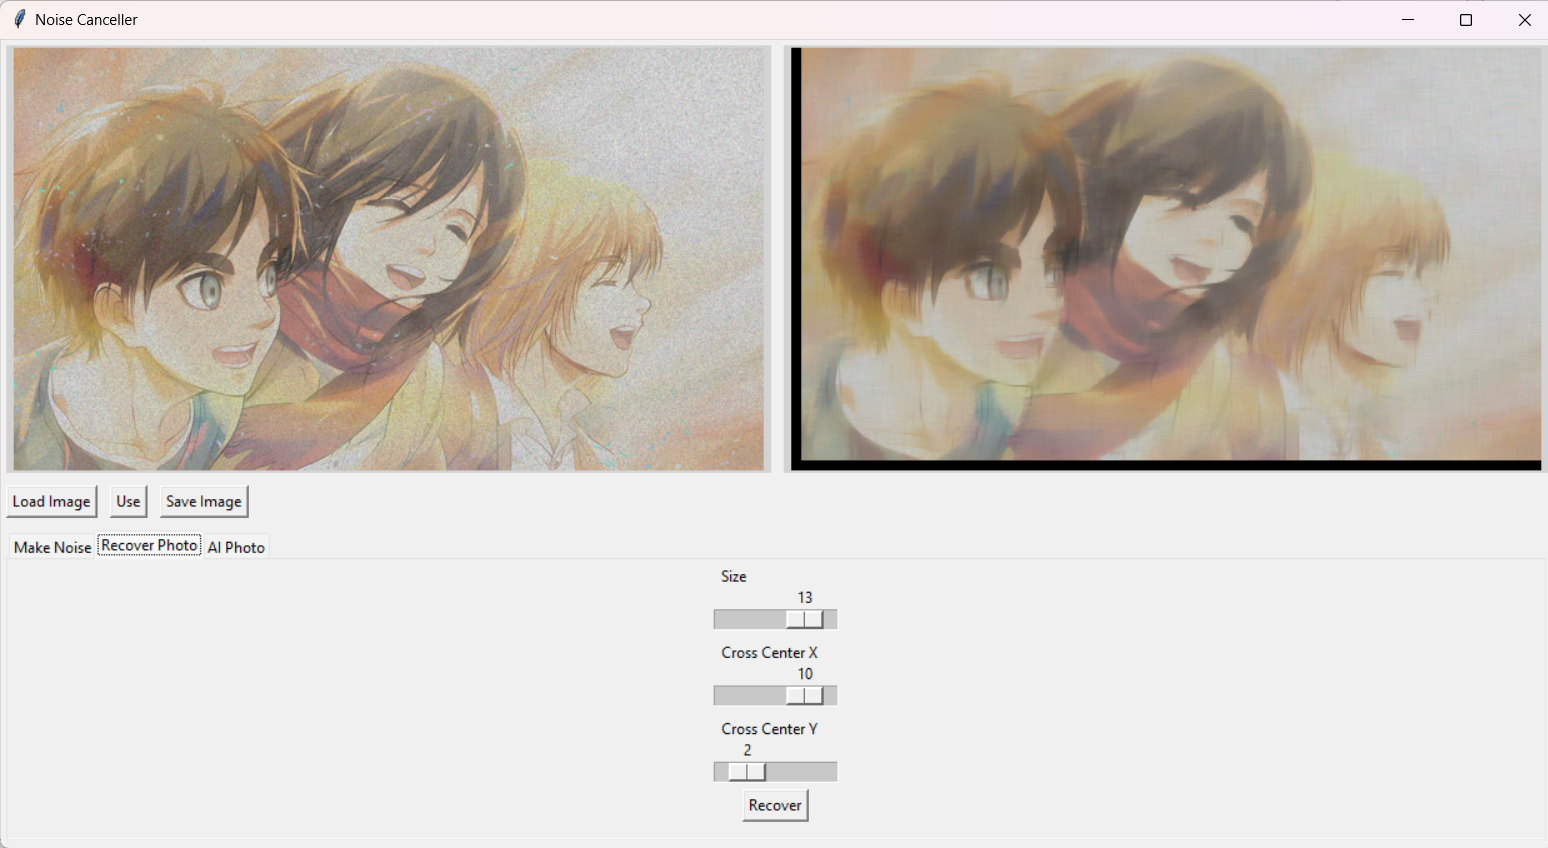 Noise Canceller
Load Image Use Save Image
Make Noise Recover Photo AI Photo
Size
13
Cross Center X
10
Cross Center Y
2
Recover